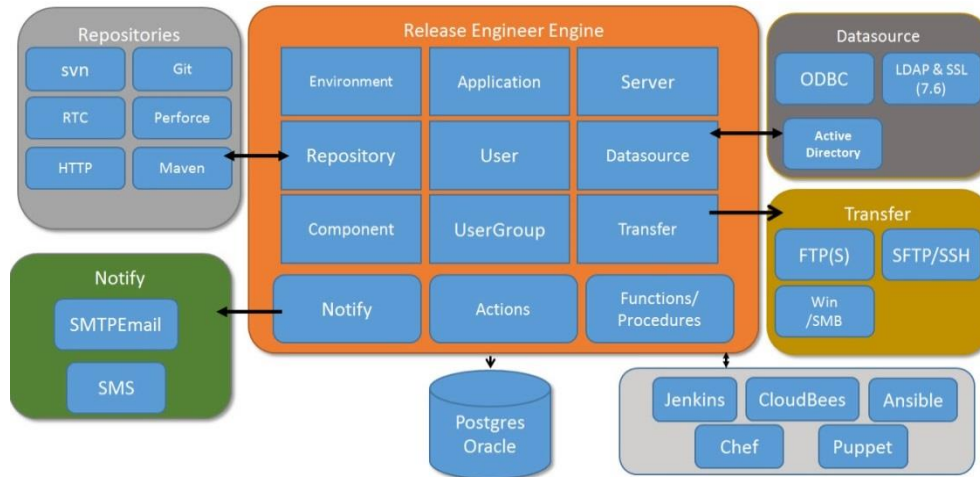 Repositories
svn
Git
RTC
Perforce
HTTP
Maven
Release Engineer Engine
Environment
Application
Server
Repository
User
Datasource
Component
UserGroup
Transfer
Notify
Actions
Functions/
Procedures
Datasource
ODBC
LDAP & SSL
(7.6)
Active
Directory
Transfer
FTP(S)
SFTP/SSH
Win
/SMB
Notify
SMTPEmail
SMS
Postgres
Oracle
Jenkins
CloudBees
Ansible
Chef
Puppet